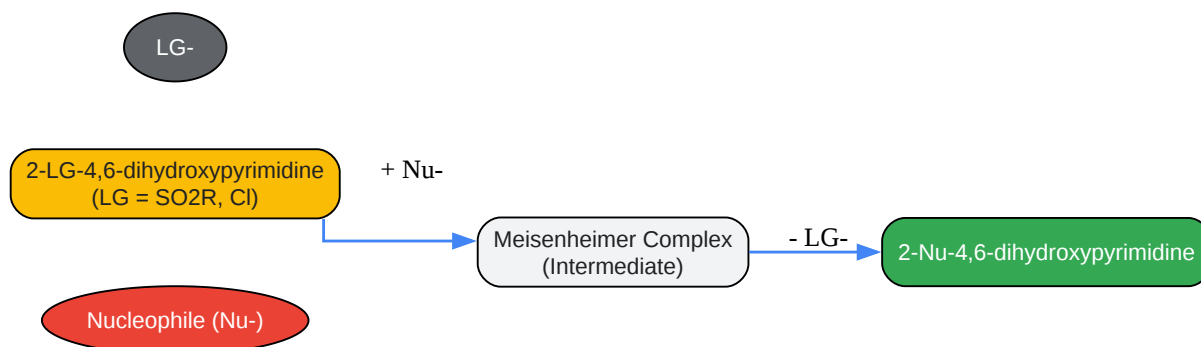 LG-
2-LG-4,6-dihydroxypyrimidine
(LG = SO2R, Cl)
+ Nu-
Meisenheimer Complex
(Intermediate)
- LG-
2-Nu-4,6-dihydroxypyrimidine
Nucleophile (Nu-)